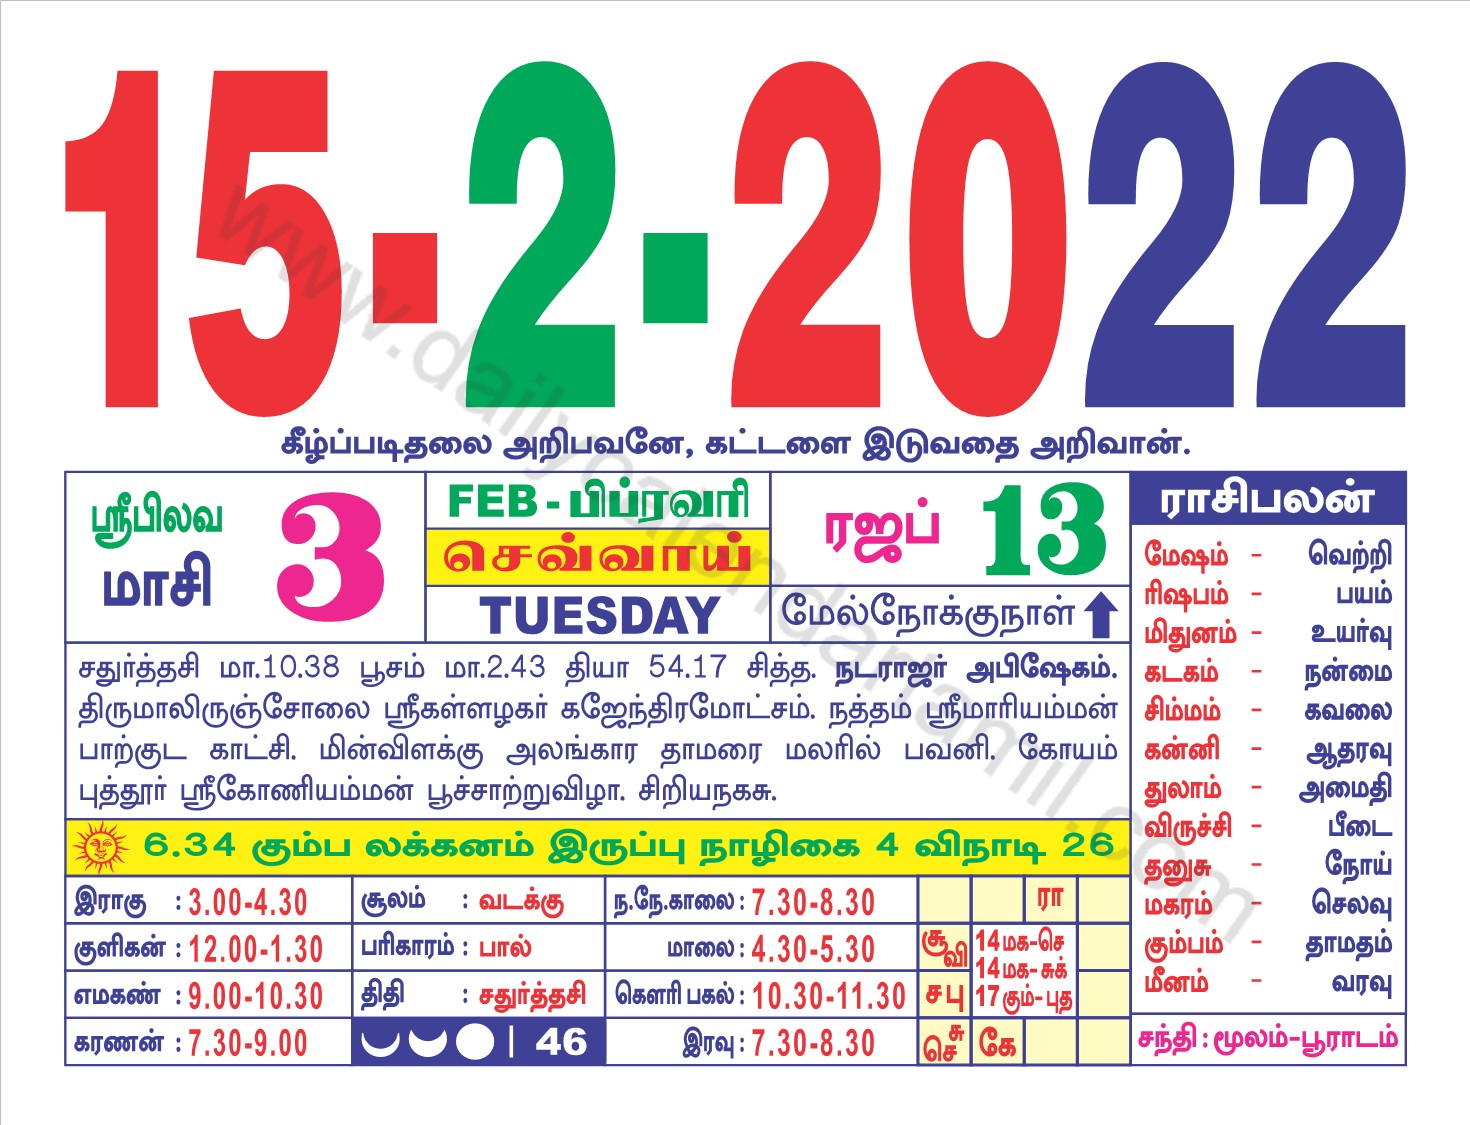 15-2-2022
கீழ்ப்படிதலை அறிபவனே, கட்டளை இடுவதை அறிவான்.
ஸ்ரீபிலவ
மாசி 3
FEB - பிப்ரவரி
செவ்வாய்
TUESDAY
ரஜப் 13
மேல்நோக்குநாள்
சதுர்த்தசி மா.10.38 பூசம் மா.2.43 தியா 54.17 சித்த. நடராஜர் அபிஷேகம்.
திருமாலிருஞ்சோலை ஸ்ரீகள்ளழகர் கஜேந்திரமோட்சம். நத்தம் ஸ்ரீமாரியம்மன்
பாற்குட காட்சி. மின்விளக்கு அலங்கார தாமரை மலரில் பவனி. கோயம்
புத்தூர் ஸ்ரீகோணியம்மன் பூச்சாற்றுவிழா. சிறியநகசு.
6.34 கும்ப லக்கனம் இருப்பு நாழிகை 4 விநாடி 26
இராகு : 3.00-4.30
குளிகன் : 12.00-1.30
எமகண் : 9.00-10.30
கரணன் : 7.30-9.00
சூலம் : வடக்கு
பரிகாரம் : பால்
திதி : சதுர்த்தசி
| 46
ந.நே.காலை : 7.30-8.30
மாலை : 4.30-5.30
கௌரி பகல் : 10.30-11.30
இரவு : 7.30-8.30
ரா
சூ வி
ச பு
சு செ
கே
14 மக-செ
14 மக-சுக்
17 கும்-புத
ராசிபலன்
மேஷம் - வெற்றி
ரிஷபம் - பயம்
மிதுனம் - உயர்வு
கடகம் - நன்மை
சிம்மம் - கவலை
கன்னி - ஆதரவு
துலாம் - அமைதி
விருச்சி - பீடை
தனுசு - நோய்
மகரம் - செலவு
கும்பம் - தாமதம்
மீனம் - வரவு
சந்தி : மூலம்-பூராடம்
www.dailycalendartamil.com